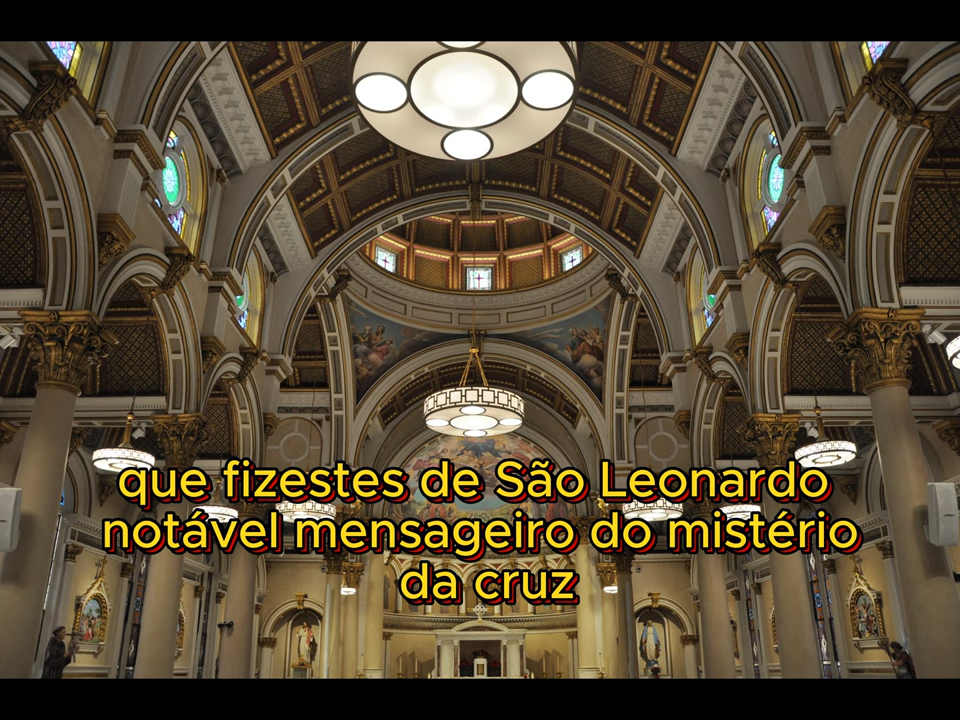 que fizestes de São Leonardo
notável mensageiro do mistério
da cruz